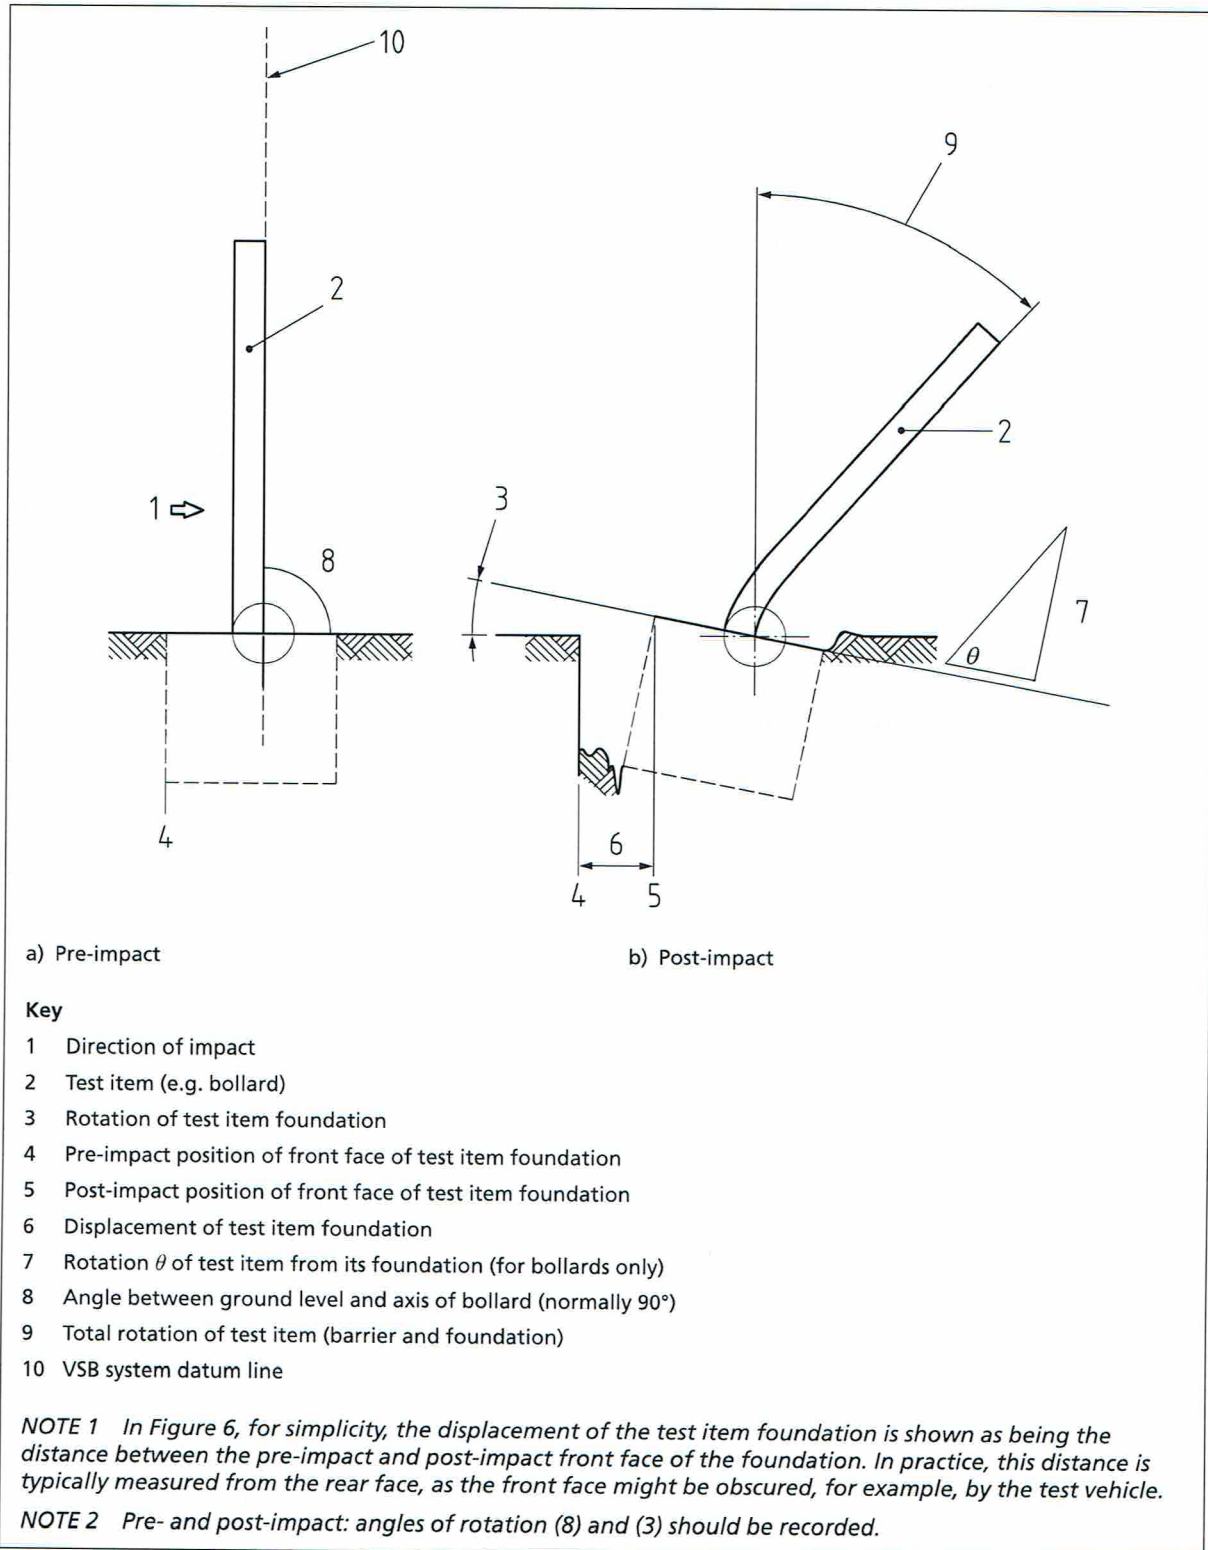 10
9
2
2
1
3
8
7
θ
4
6
4 5
a) Pre-impact
b) Post-impact
Key
1 Direction of impact
2 Test item (e.g. bollard)
3 Rotation of test item foundation
4 Pre-impact position of front face of test item foundation
5 Post-impact position of front face of test item foundation
6 Displacement of test item foundation
7 Rotation θ of test item from its foundation (for bollards only)
8 Angle between ground level and axis of bollard (normally 90°)
9 Total rotation of test item (barrier and foundation)
10 VSB system datum line
NOTE 1 In Figure 6, for simplicity, the displacement of the test item foundation is shown as being the
distance between the pre-impact and post-impact front face of the foundation. In practice, this distance is
typically measured from the rear face, as the front face might be obscured, for example, by the test vehicle.
NOTE 2 Pre- and post-impact: angles of rotation (8) and (3) should be recorded.